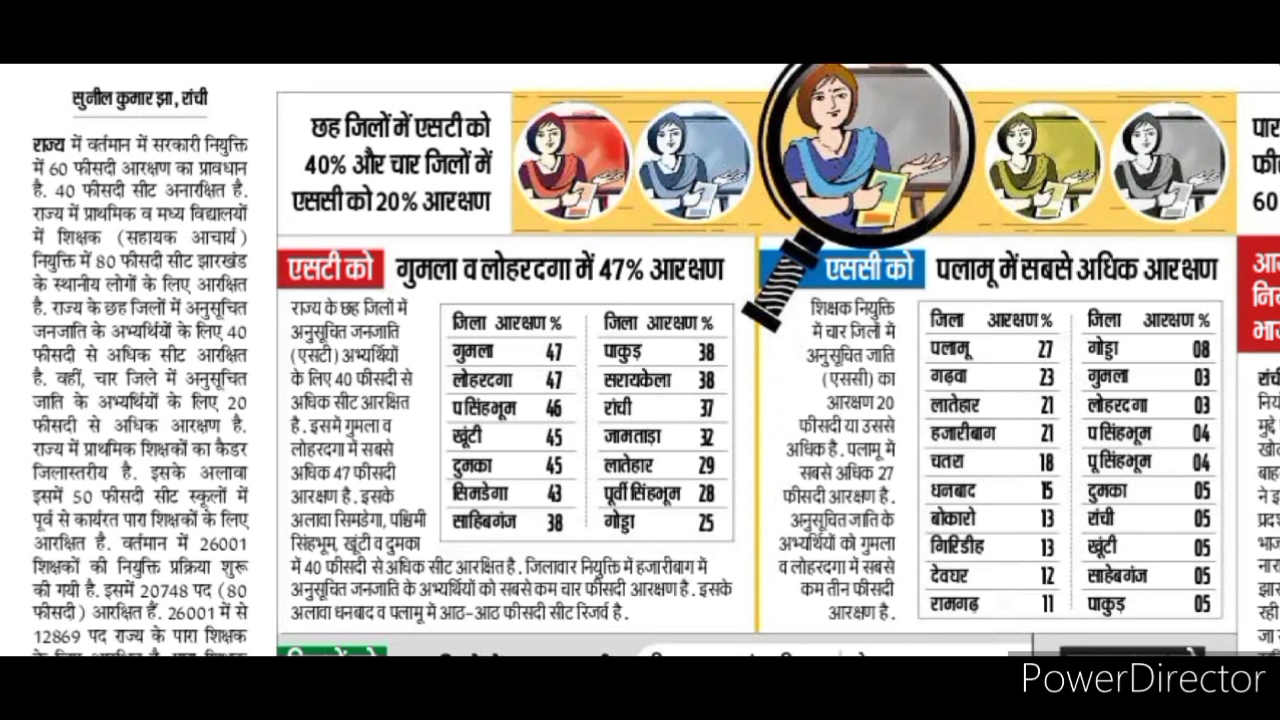 सुनील कुमार झा, रांची
राज्य में वर्तमान में सरकारी नियुक्ति
में 60 फीसदी आरक्षण का प्रावधान
है. 40 फीसदी सीट अनारक्षित है.
राज्य में प्राथमिक व मध्य विद्यालयों
में शिक्षक (सहायक आचार्य)
नियुक्ति में 80 फीसदी सीट झारखंड
के स्थानीय लोगों के लिए आरक्षित
है. राज्य के छह जिलों में अनुसूचित
जनजाति के अभ्यर्थियों के लिए 40
फीसदी से अधिक सीट आरक्षित
है. वहीं, चार जिले में अनुसूचित
जाति के अभ्यर्थियों के लिए 20
फीसदी से अधिक आरक्षण है.
राज्य में प्राथमिक शिक्षकों का कैडर
जिलास्तरीय है. इसके अलावा
इसमें 50 फीसदी सीट स्कूलों में
पूर्व से कार्यरत पारा शिक्षकों के लिए
आरक्षित है. वर्तमान में 26001
शिक्षकों की नियुक्ति प्रक्रिया शुरू
की गयी है. इसमें 20748 पद (80
फीसदी) आरक्षित हैं. 26001 में से
12869 पद राज्य के पारा शिक्षक
छह जिलों में एसटी को
40% और चार जिलों में
एससी को 20% आरक्षण
एसटी को गुमला व लोहरदगा में 47% आरक्षण
राज्य के छह जिलों में
अनुसूचित जनजाति
(एसटी) अभ्यर्थियों
के लिए 40 फीसदी से
अधिक सीट आरक्षित
है. इसमें गुमला व
लोहरदगा में सबसे
अधिक 47 फीसदी
आरक्षण है. इसके
अलावा सिमडेगा, पश्चिमी
सिंहभूम, खूंटी व दुमका
में 40 फीसदी से अधिक सीट आरक्षित है. जिलावार नियुक्ति में हजारीबाग में
अनुसूचित जनजाति के अभ्यर्थियों को सबसे कम चार फीसदी आरक्षण है. इसके
अलावा धनबाद व पलामू में आठ-आठ फीसदी सीट रिजर्व है.
जिला आरक्षण % जिला आरक्षण %
गुमला 47 पाकुड़ 38
लोहरदगा 47 सरायकेला 38
प सिंहभूम 46 रांची 37
खूंटी 45 जामताड़ा 32
दुमका 45 लातेहार 29
सिमडेगा 43 पूर्वी सिंहभूम 28
साहिबगंज 38 गोड्डा 25
एससी को पलामू में सबसे अधिक आरक्षण
शिक्षक नियुक्ति
में चार जिलों में
अनुसूचित जाति
(एससी) का
आरक्षण 20
फीसदी या उससे
अधिक है. पलामू में
सबसे अधिक 27
फीसदी आरक्षण है.
अनुसूचित जाति के
अभ्यर्थियों को गुमला
व लोहरदगा में सबसे
कम तीन फीसदी
आरक्षण है.
जिला आरक्षण % जिला आरक्षण %
पलामू 27 गोड्डा 08
गढ़वा 23 गुमला 03
लातेहार 21 लोहरदगा 03
हजारीबाग 21 प सिंहभूम 04
चतरा 18 पू सिंहभूम 04
धनबाद 15 दुमका 05
बोकारो 13 रांची 05
गिरिडीह 13 खूंटी 05
देवघर 12 साहेबगंज 05
रामगढ़ 11 पाकुड़ 05
60
PowerDirector